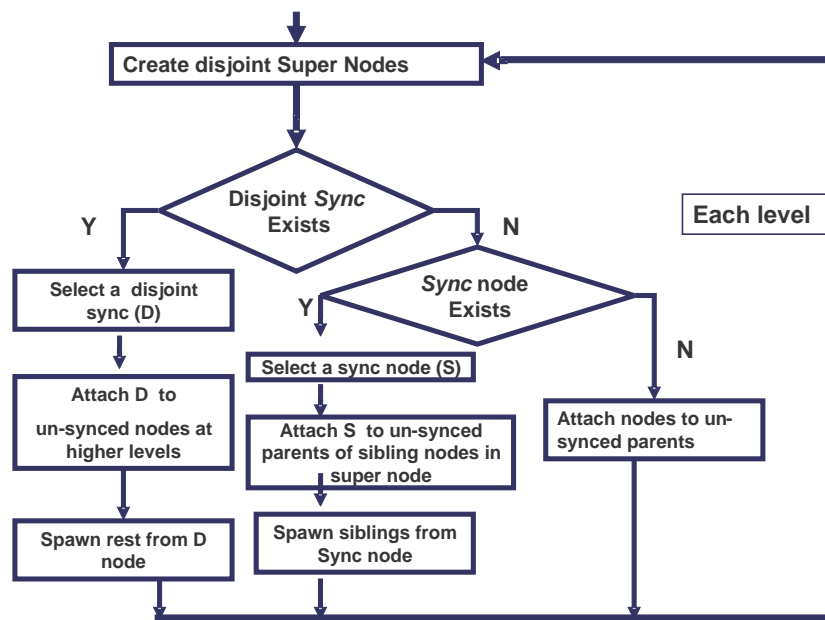 Create disjoint Super Nodes
Disjoint Sync
Exists
Y
N
Each level
Select a disjoint
sync (D)
Sync node
Exists
Y
N
Select a sync node (S)
Attach D to
un-synced nodes at
higher levels
Attach S to un-synced
parents of sibling nodes in
super node
Attach nodes to un-
synced parents
Spawn rest from D
node
Spawn siblings from
Sync node